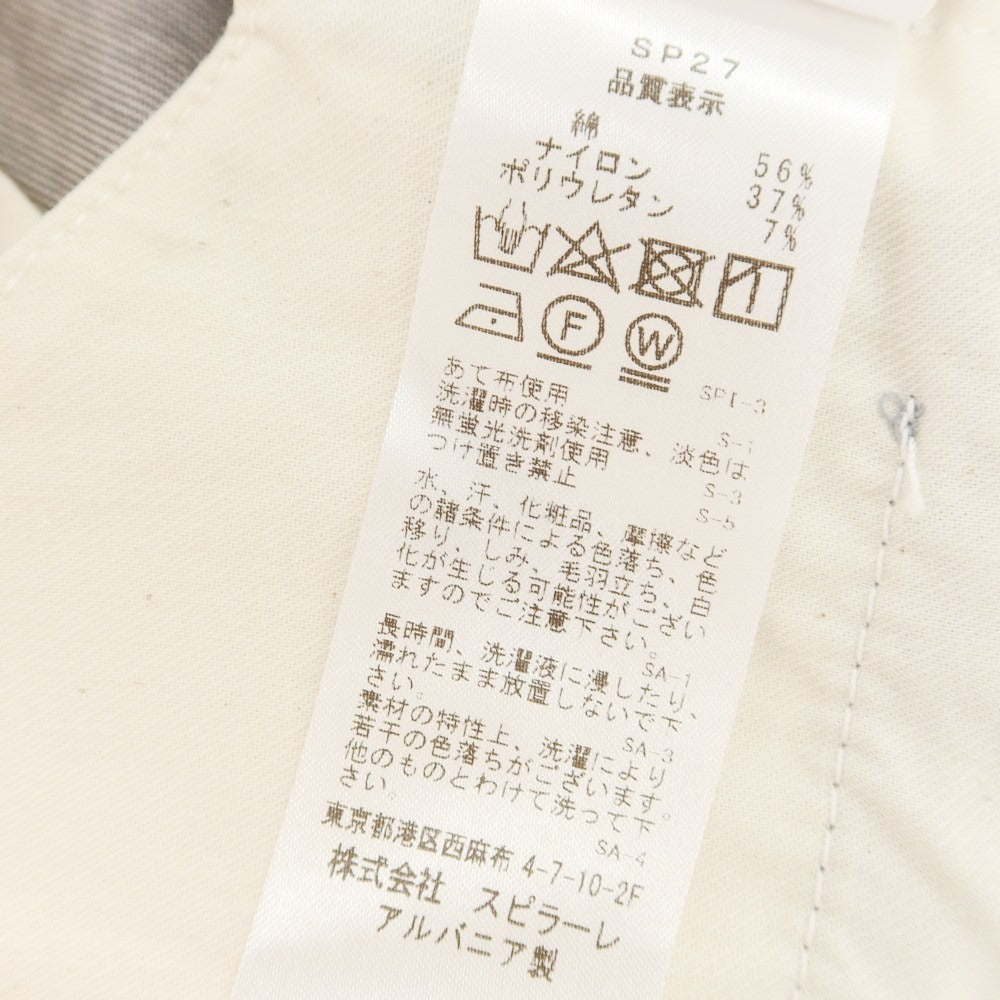 SP27
品質表示
綿 56%
ナイロン 37%
ポリウレタン 7%
F W
SPI-3
あて布使用
S-1
洗濯時の移染注意、淡色は
無蛍光洗剤使用
S-3
つけ置き禁止
S-5
水、汗、化粧品、摩擦など
の諸条件による色落ち、色
移り、しみ、毛羽立ち、白
化が生じる可能性がござい
ますのでご注意下さい。
SA-1
長時間、洗濯液に浸したり、
濡れたまま放置しないで下
さい。
SA-3
素材の特性上、洗濯により
若干の色落ちがございます。
他のものとわけて洗って下
さい。
SA-4
東京都港区西麻布 4-7-10-2F
株式会社 スピラーレ
アルバニア製